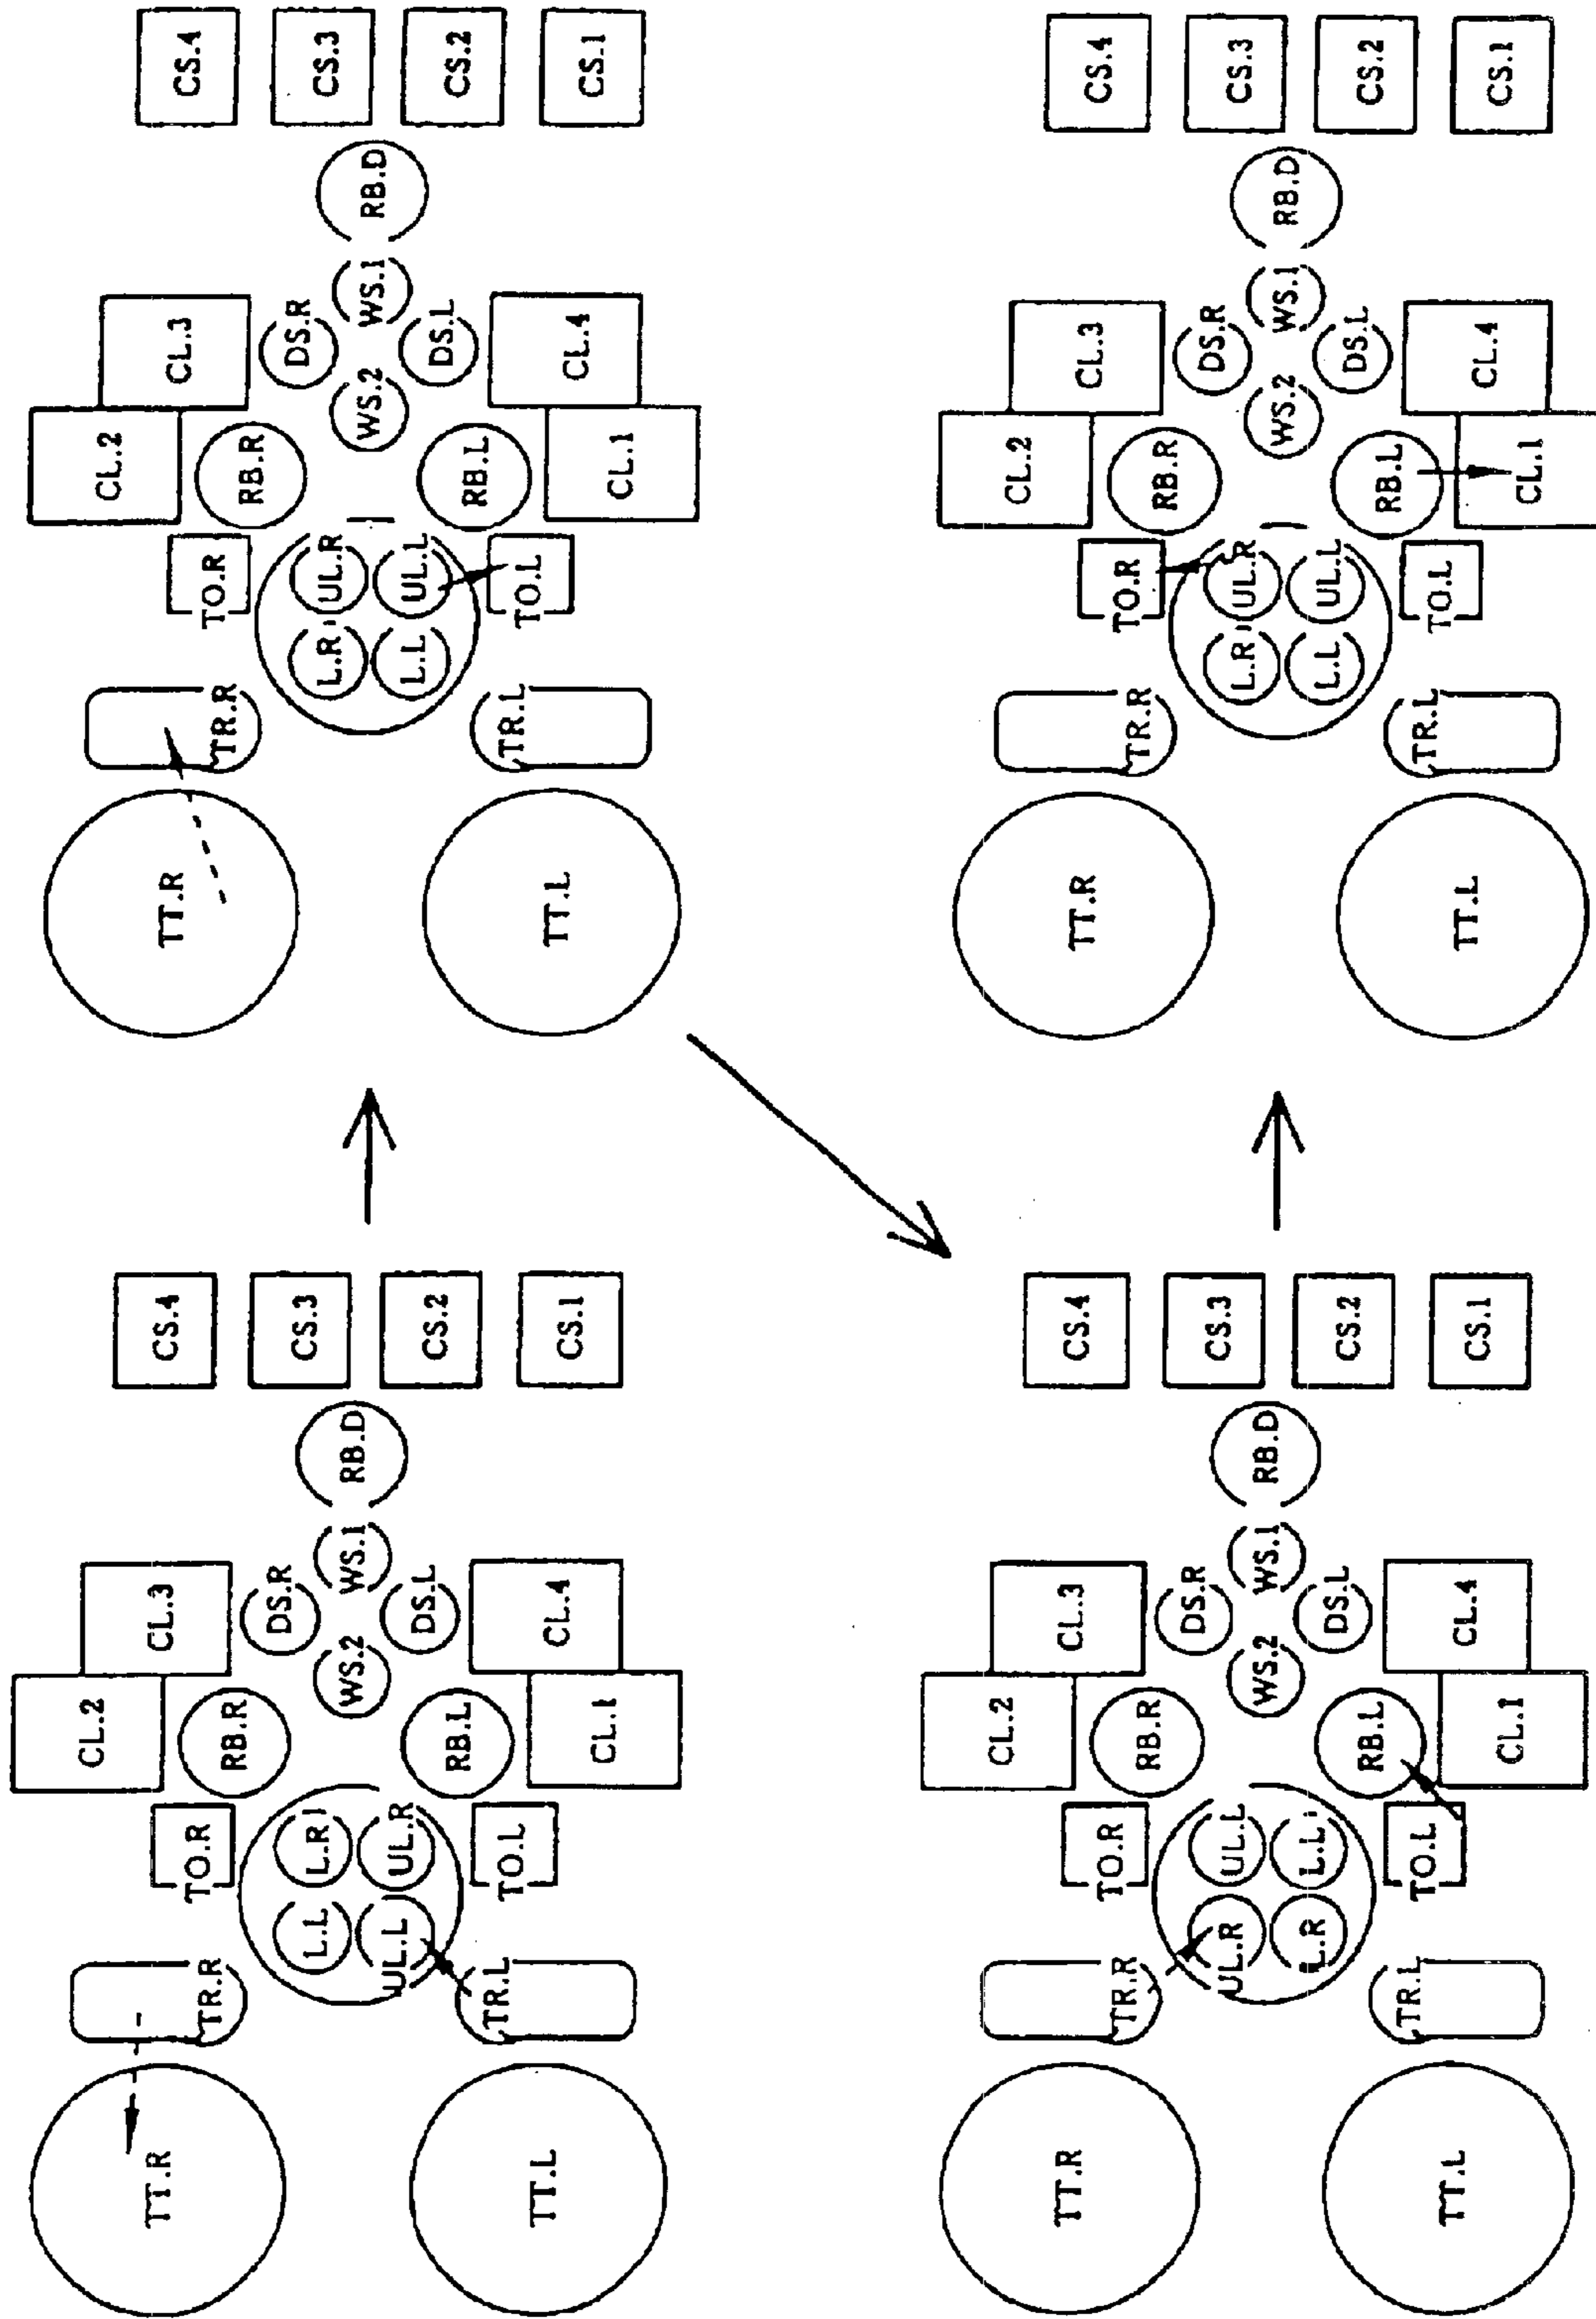 CL.2
TT.R
CL.3
CS.4
TO.R
TR.R
RB.R
DS.R
CS.3
L.L
L.R
WS.2
WS.1
RB.D
UL.L
UL.R
DS.L
CS.2
RB.L
TR.L
TO.L
TT.L
CL.4
CS.1
CL.1
CL.2
TT.R
CL.3
CS.4
TO.R
TR.R
RB.R
DS.R
CS.3
L.R
UL.R
WS.2
WS.1
RB.D
L.L
UL.L
DS.L
CS.2
RB.L
TR.L
TO.L
TT.L
CL.4
CS.1
CL.1
CL.2
TT.R
CL.3
CS.4
TO.R
TR.R
RB.R
DS.R
CS.3
UL.R
UL.L
WS.2
WS.1
RB.D
L.R
L.L
DS.L
CS.2
RB.L
TR.L
TO.L
TT.L
CL.4
CS.1
CL.1
CL.2
TT.R
CL.3
CS.4
TO.R
TR.R
RB.R
DS.R
CS.3
L.R
UL.R
WS.2
WS.1
RB.D
L.L
UL.L
DS.L
CS.2
RB.L
TR.L
TO.L
TT.L
CL.4
CS.1
CL.1